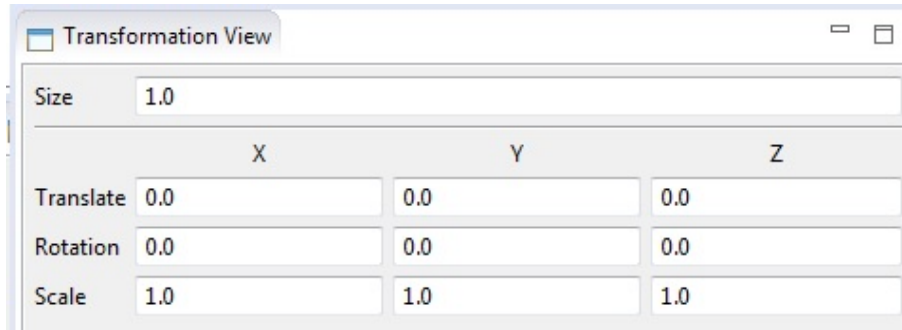 Transformation View
Size 1.0
X Y Z
Translate 0.0 0.0 0.0
Rotation 0.0 0.0 0.0
Scale 1.0 1.0 1.0